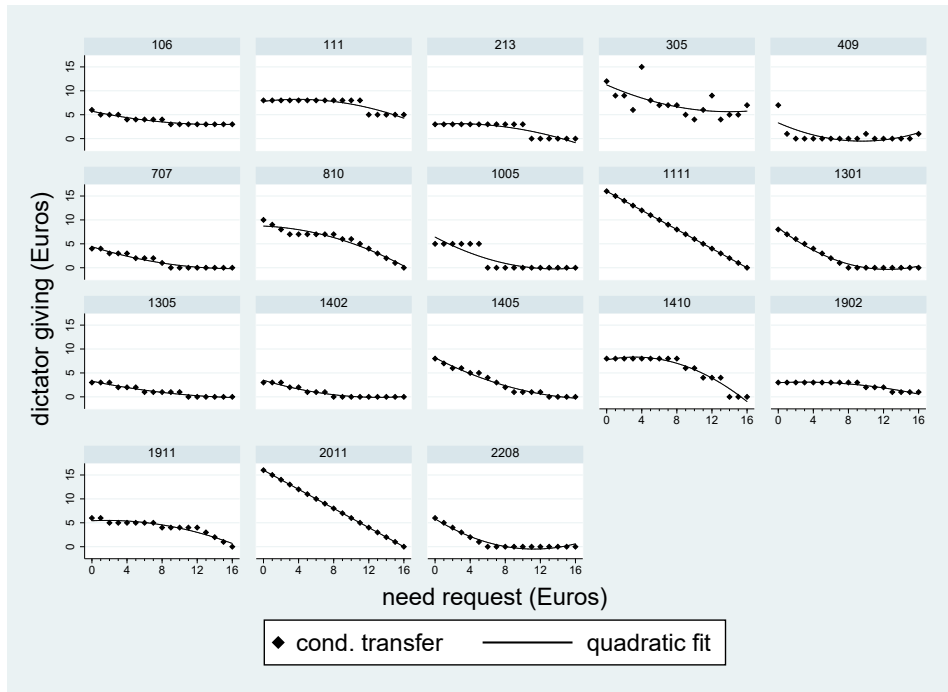 dictator giving (Euros)
106 111 213 305 409
15
10
5
0
707 810 1005 1111 1301
15
10
5
0
1305 1402 1405 1410 1902
15
10
5
0
0 4 8 12 16 0 4 8 12 16
1911 2011 2208
15
10
5
0
0 4 8 12 16 0 4 8 12 16 0 4 8 12 16
need request (Euros)
cond. transfer quadratic fit